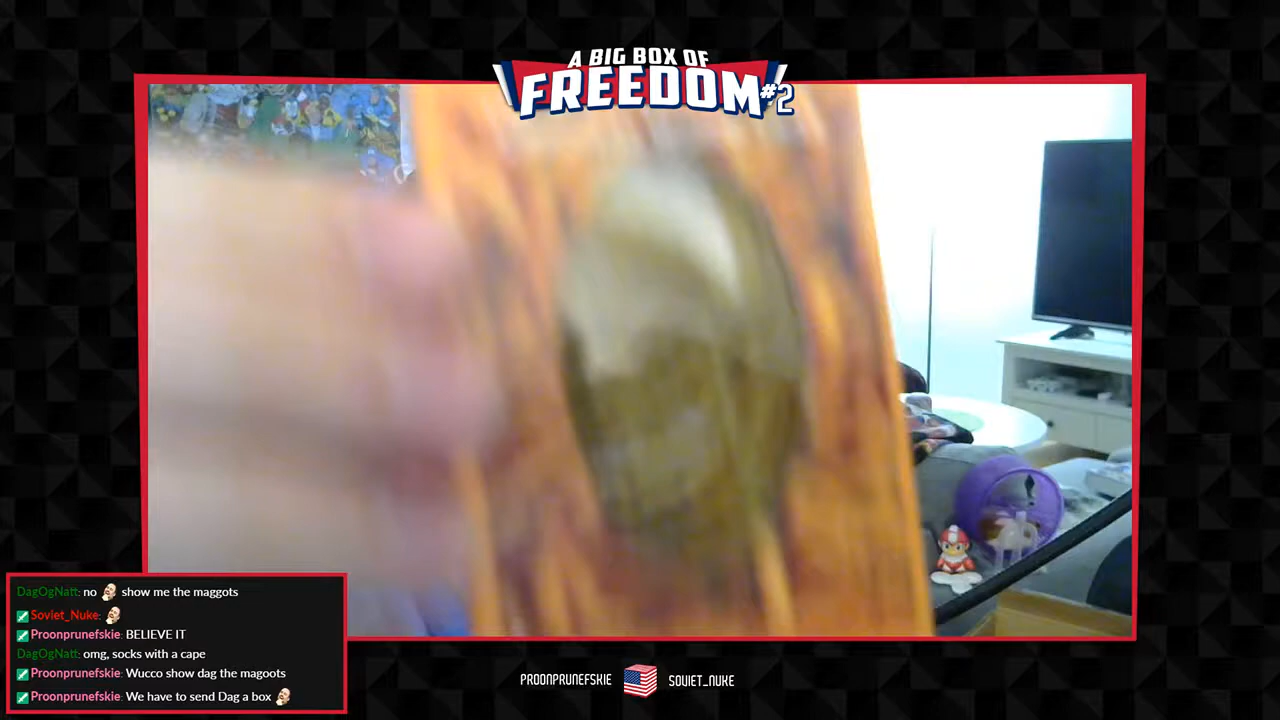 A BIG BOX OF
FREEDOM #2
DagOgNatt: no show me the maggots
Soviet_Nuke:
Proonprunefskie: BELIEVE IT
DagOgNatt: omg, socks with a cape
Proonprunefskie: Wucco show dag the magoots
Proonprunefskie: We have to send Dag a box
PROONPRUNEFSKIE
SOVIET_NUKE